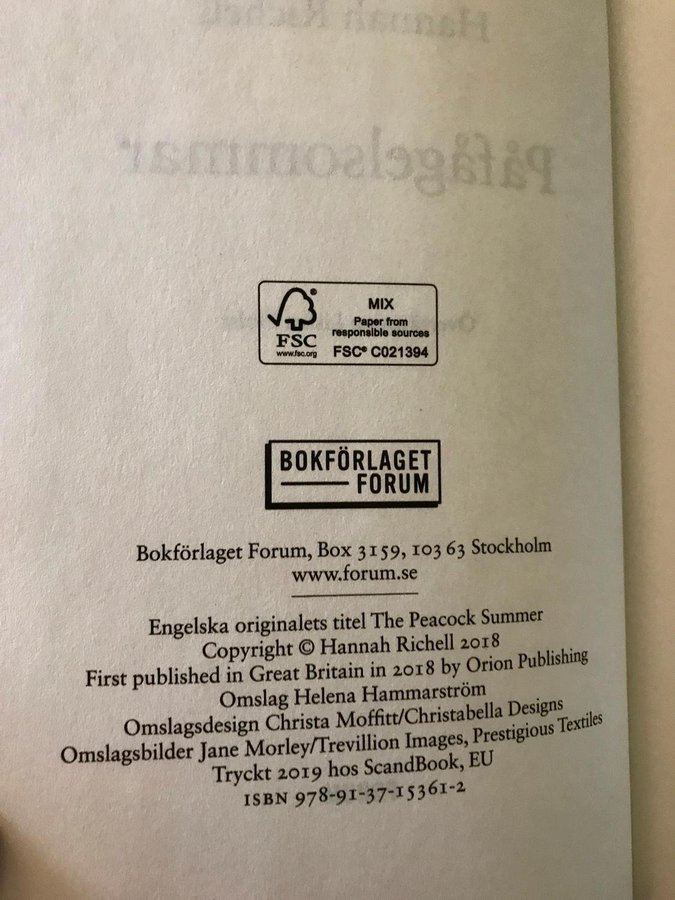 Hannah Richell
Påfågelsommar
FSC®
www.fsc.org
MIX
Paper from
responsible sources
FSC® C021394
BOKFÖRLAGET
FORUM
Bokförlaget Forum, Box 3159, 103 63 Stockholm
www.forum.se
Engelska originalets titel The Peacock Summer
Copyright © Hannah Richell 2018
First published in Great Britain in 2018 by Orion Publishing
Omslag Helena Hammarström
Omslagsdesign Christa Moffitt/Christabella Designs
Omslagsbilder Jane Morley/Trevillion Images, Prestigious Textiles
Tryckt 2019 hos ScandBook, EU
ISBN 978-91-37-15361-2